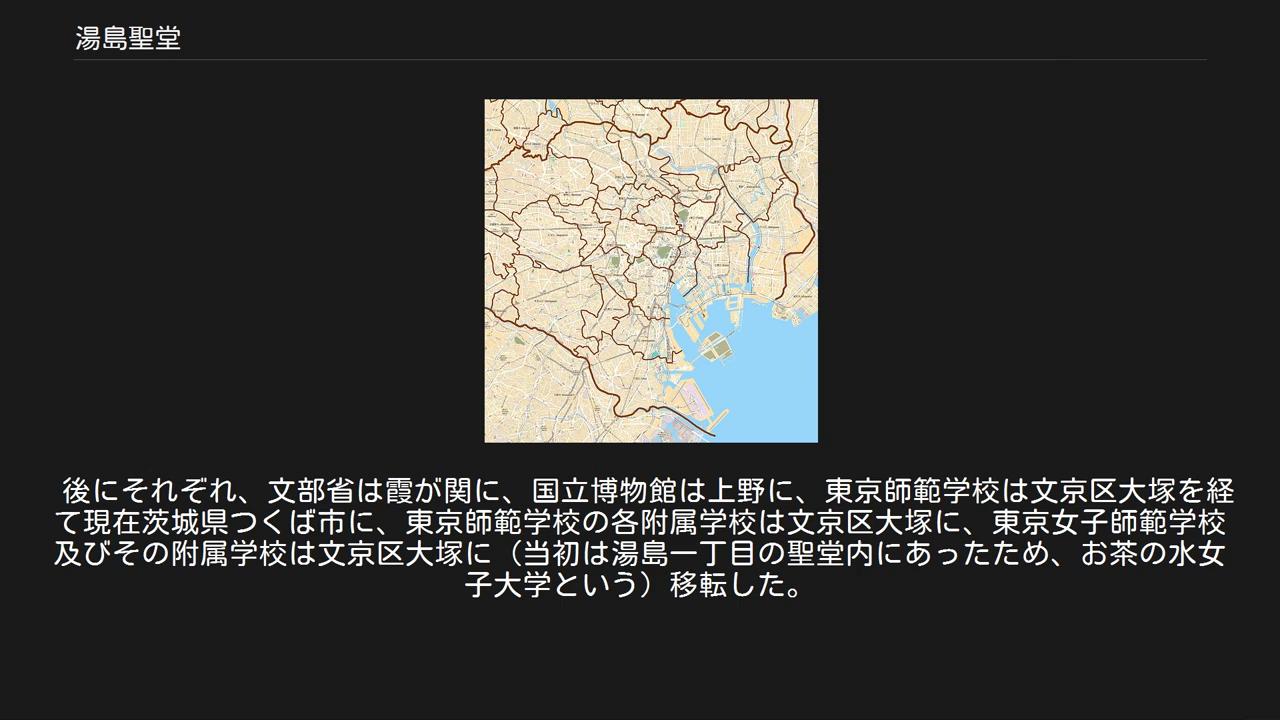 湯島聖堂
後にそれぞれ、文部省は霞が関に、国立博物館は上野に、東京師範学校は文京区大塚を経
て現在茨城県つくば市に、東京師範学校の各附属学校は文京区大塚に、東京女子師範学校
及びその附属学校は文京区大塚に（当初は湯島一丁目の聖堂内にあったため、お茶の水女
子大学という）移転した。